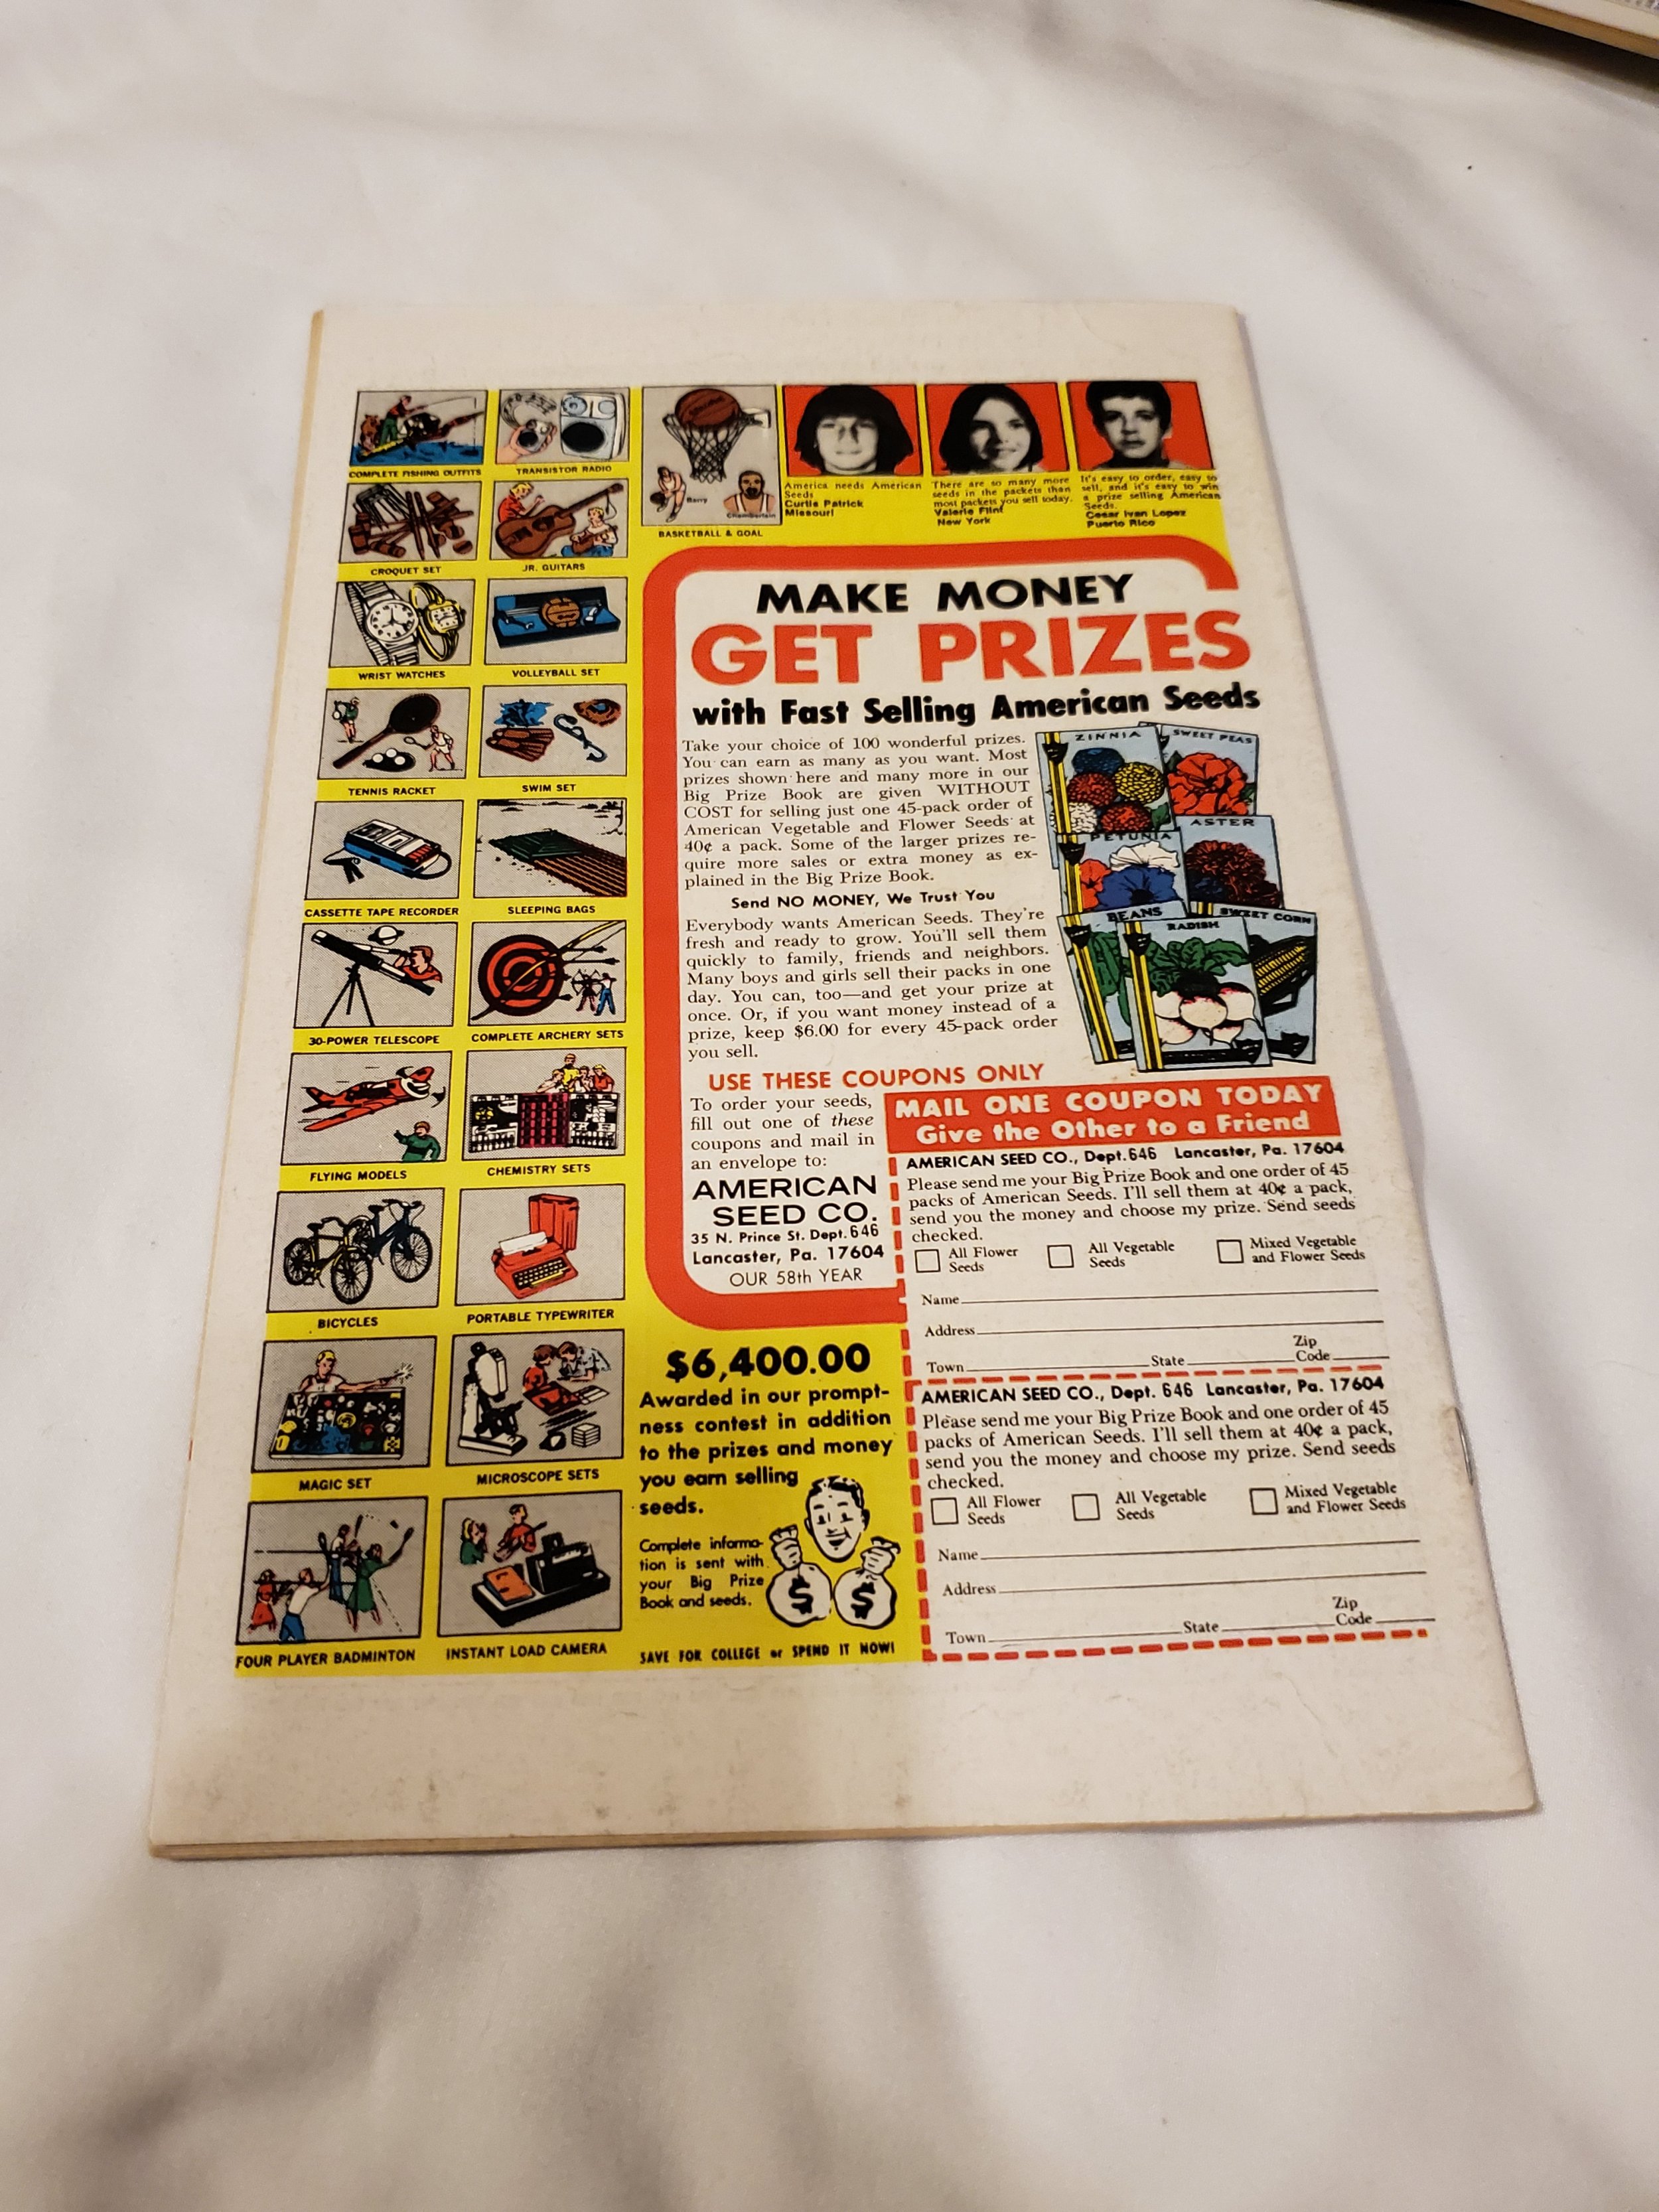 COMPLETE FISHING OUTFITS
TRANSISTOR RADIO
CROQUET SET
JR. GUITARS
WRIST WATCHES
VOLLEYBALL SET
TENNIS RACKET
SWIM SET
CASSETTE TAPE RECORDER
SLEEPING BAGS
30-POWER TELESCOPE
COMPLETE ARCHERY SETS
FLYING MODELS
CHEMISTRY SETS
BICYCLES
PORTABLE TYPEWRITER
MAGIC SET
MICROSCOPE SETS
FOUR PLAYER BADMINTON
INSTANT LOAD CAMERA
Barry
Chamberlain
BASKETBALL & GOAL
America needs American
Seeds
Curtis Patrick
Missouri
There are so many more
seeds in the packets than
most packets you sell today.
Valerie Flint
New York
It's easy to order, easy to
sell, and it's easy to win
a prize selling American
Seeds.
Cesar Ivan Lopez
Puerto Rico
MAKE MONEY
GET PRIZES
with Fast Selling American Seeds
Take your choice of 100 wonderful prizes.
You can earn as many as you want. Most
prizes shown here and many more in our
Big Prize Book are given WITHOUT
COST for selling just one 45-pack order of
American Vegetable and Flower Seeds at
40¢ a pack. Some of the larger prizes re-
quire more sales or extra money as ex-
plained in the Big Prize Book.
Send NO MONEY, We Trust You
Everybody wants American Seeds. They're
fresh and ready to grow. You'll sell them
quickly to family, friends and neighbors.
Many boys and girls sell their packs in one
day. You can, too—and get your prize at
once. Or, if you want money instead of a
prize, keep $6.00 for every 45-pack order
you sell.
ZINNIA
SWEET PEAS
PETUNIA
ASTER
BEANS
RADISH
SWEET CORN
USE THESE COUPONS ONLY
To order your seeds,
fill out one of these
coupons and mail in
an envelope to:
AMERICAN
SEED CO.
35 N. Prince St. Dept. 646
Lancaster, Pa. 17604
OUR 58th YEAR
MAIL ONE COUPON TODAY
Give the Other to a Friend
AMERICAN SEED CO., Dept. 646 Lancaster, Pa. 17604
Please send me your Big Prize Book and one order of 45
packs of American Seeds. I'll sell them at 40¢ a pack,
send you the money and choose my prize. Send seeds
checked.
All Flower
Seeds
All Vegetable
Seeds
Mixed Vegetable
and Flower Seeds
Name
Address
Town State Zip
Code
AMERICAN SEED CO., Dept. 646 Lancaster, Pa. 17604
Please send me your Big Prize Book and one order of 45
packs of American Seeds. I'll sell them at 40¢ a pack,
send you the money and choose my prize. Send seeds
checked.
All Flower
Seeds
All Vegetable
Seeds
Mixed Vegetable
and Flower Seeds
Name
Address
Town State Zip
Code
$6,400.00
Awarded in our prompt-
ness contest in addition
to the prizes and money
you earn selling
seeds.
Complete informa-
tion is sent with
your Big Prize
Book and seeds.
$ $
SAVE FOR COLLEGE or SPEND IT NOW!